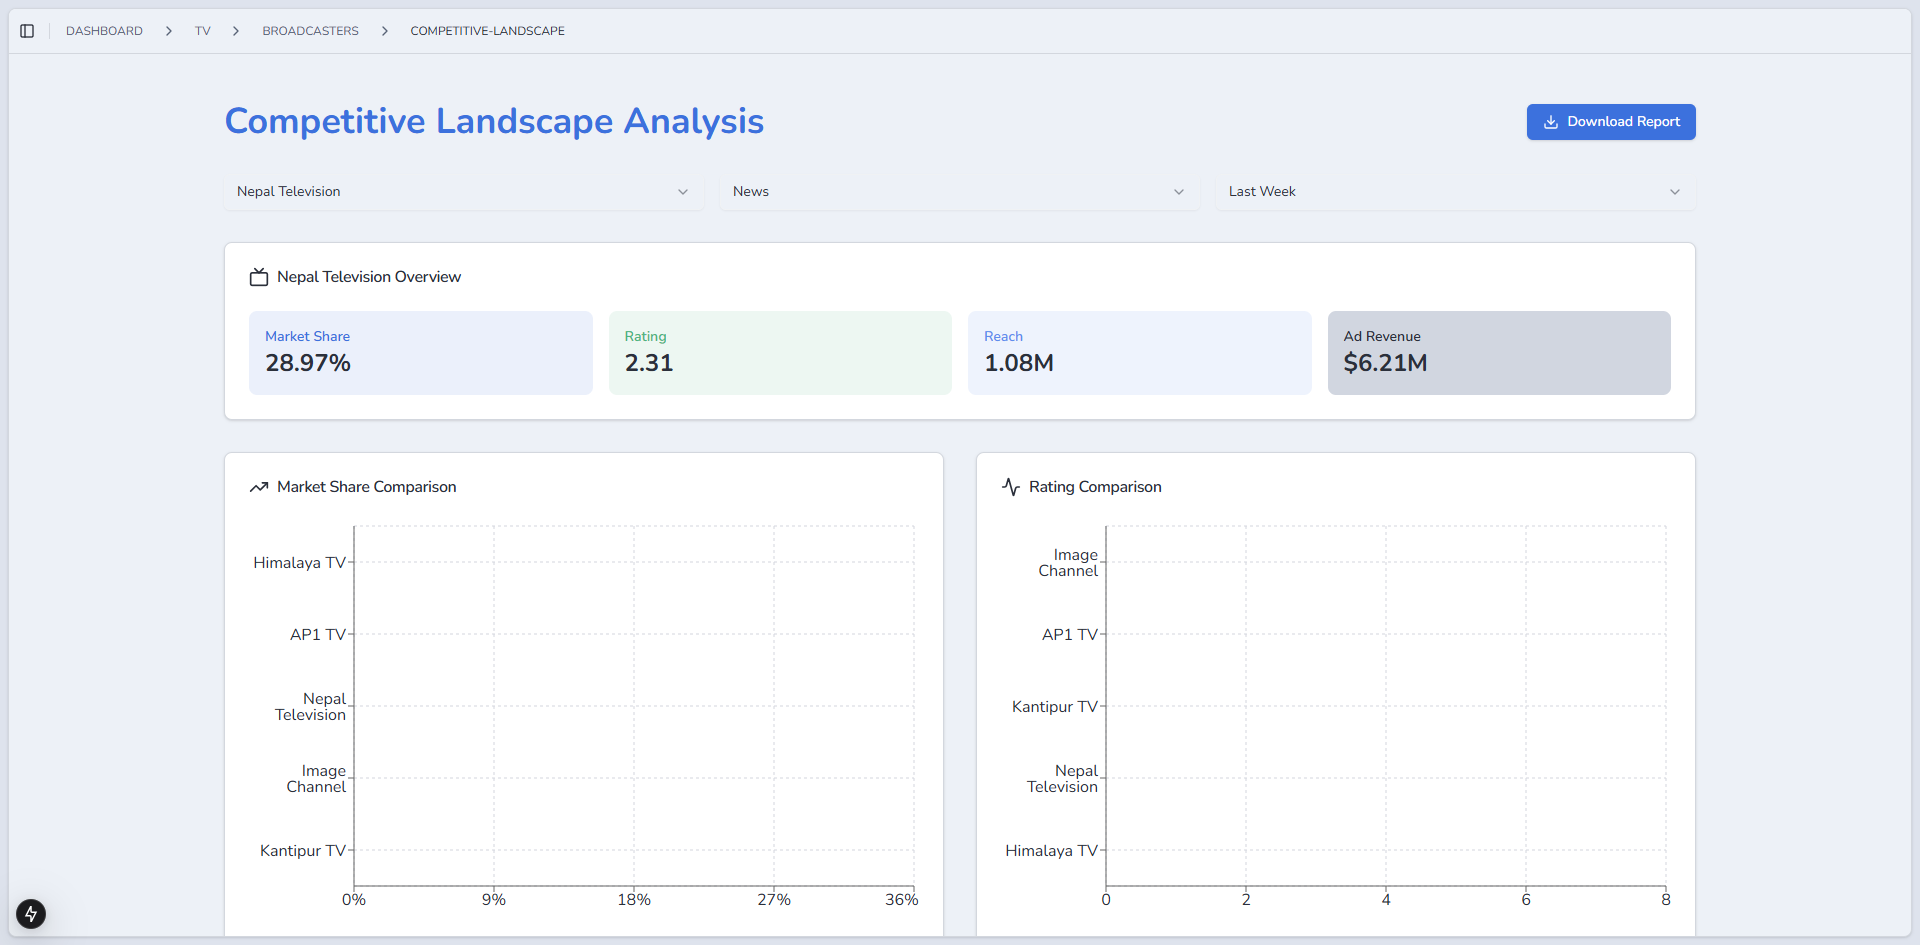 DASHBOARD > TV > BROADCASTERS > COMPETITIVE-LANDSCAPE
Competitive Landscape Analysis
Download Report
Nepal Television
News
Last Week
Nepal Television Overview
Market Share
28.97%
Rating
2.31
Reach
1.08M
Ad Revenue
$6.21M
Market Share Comparison
Himalaya TV
AP1 TV
Nepal
Television
Image
Channel
Kantipur TV
0% 9% 18% 27% 36%
Rating Comparison
Image
Channel
AP1 TV
Kantipur TV
Nepal
Television
Himalaya TV
0 2 4 6 8